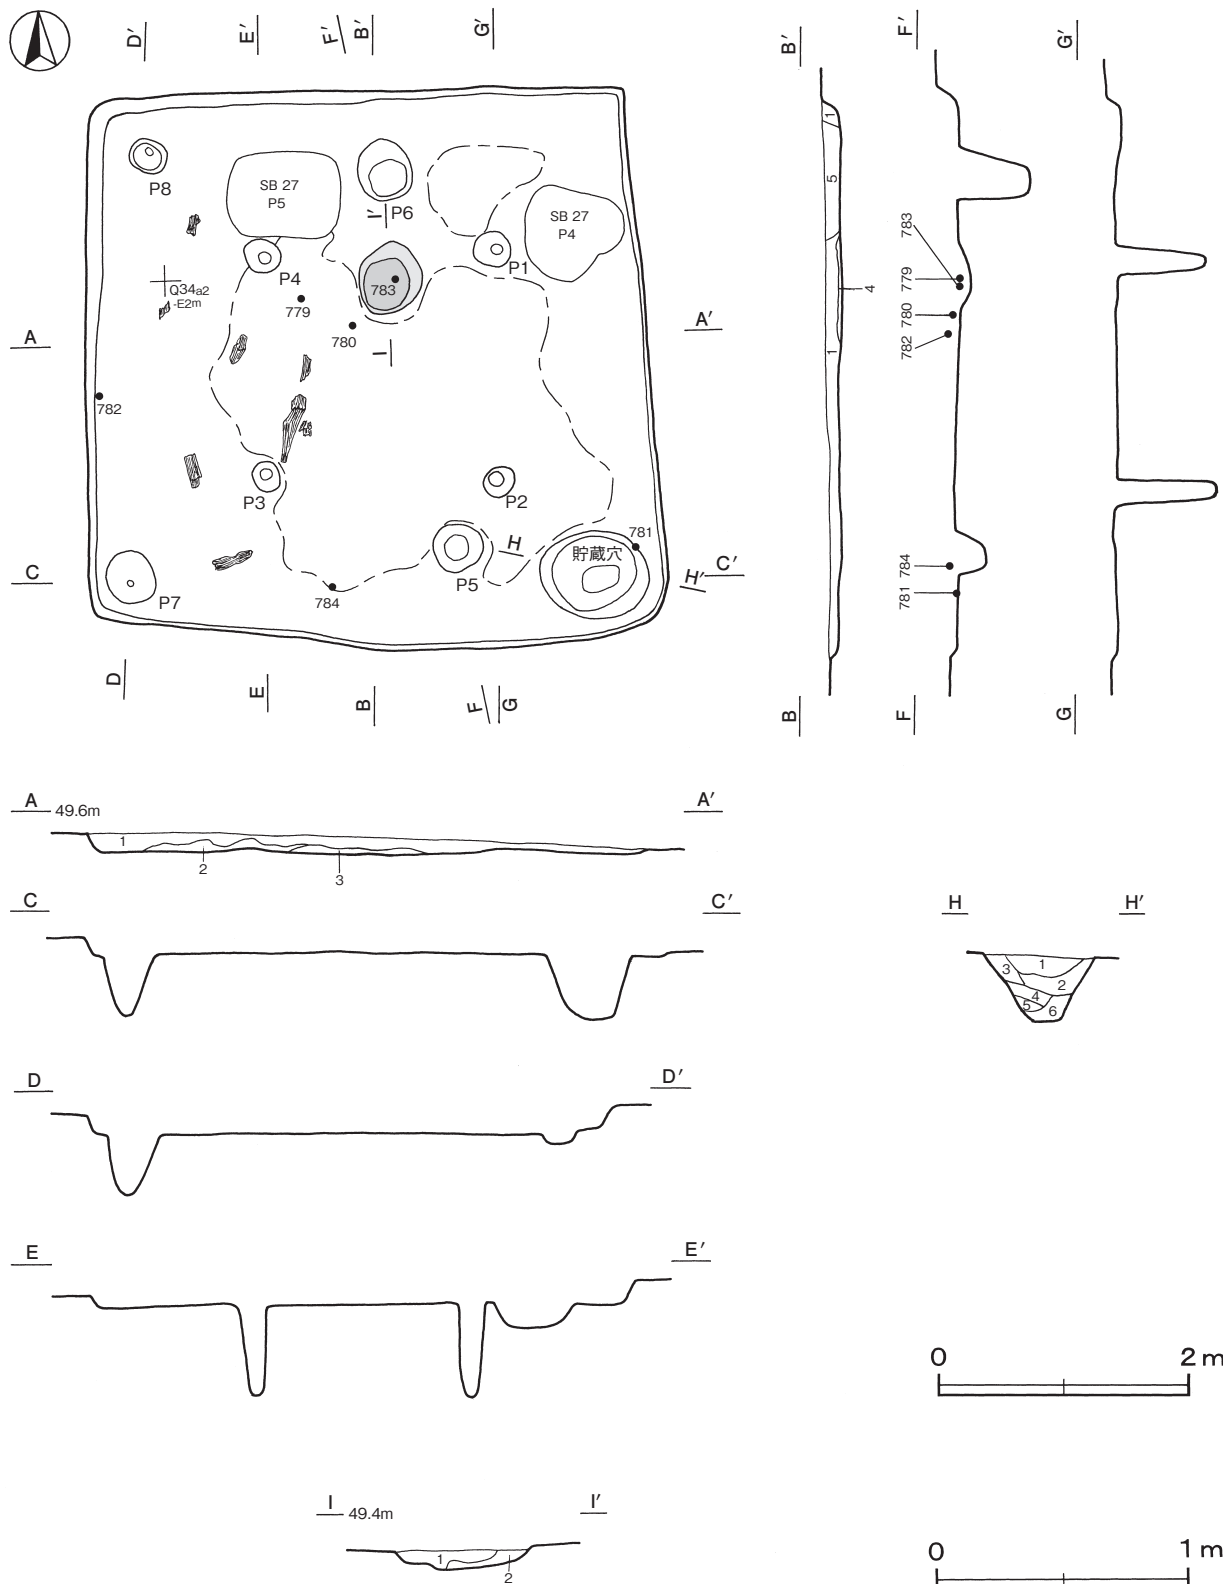 D′
E′
F′
B′
G′
P8
SB 27
P5
I′
P6
SB 27
P4
P4
P1
783
Q34a2
-E2m
779
780
I
A
A′
782
P3
P2
781
H
貯蔵穴
C
P5
H′
C′
P7
784
D
E
B
F
G
B′
1
5
4
1
B
F′
783
779
780
782
784
781
F
G′
G
A
49.6m
A′
1
2
3
C
C′
H
H′
1
3
2
4
5
6
D
D′
E
E′
0
2 m
I
49.4m
I′
1
2
0
1 m